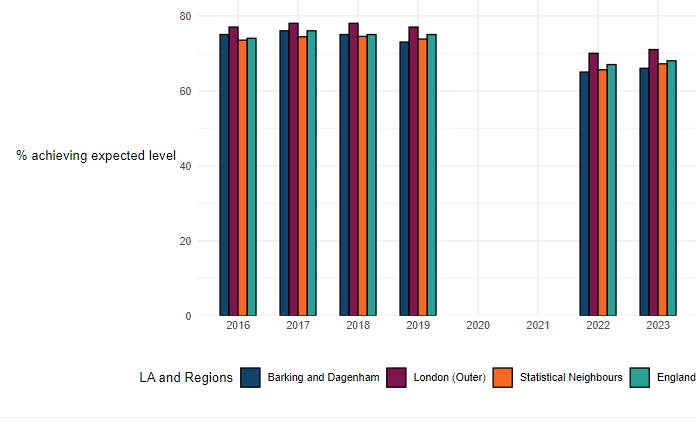 80
60
% achieving expected level
40
20
0
2016 2017 2018 2019 2020 2021 2022 2023
LA and Regions Barking and Dagenham London (Outer) Statistical Neighbours England